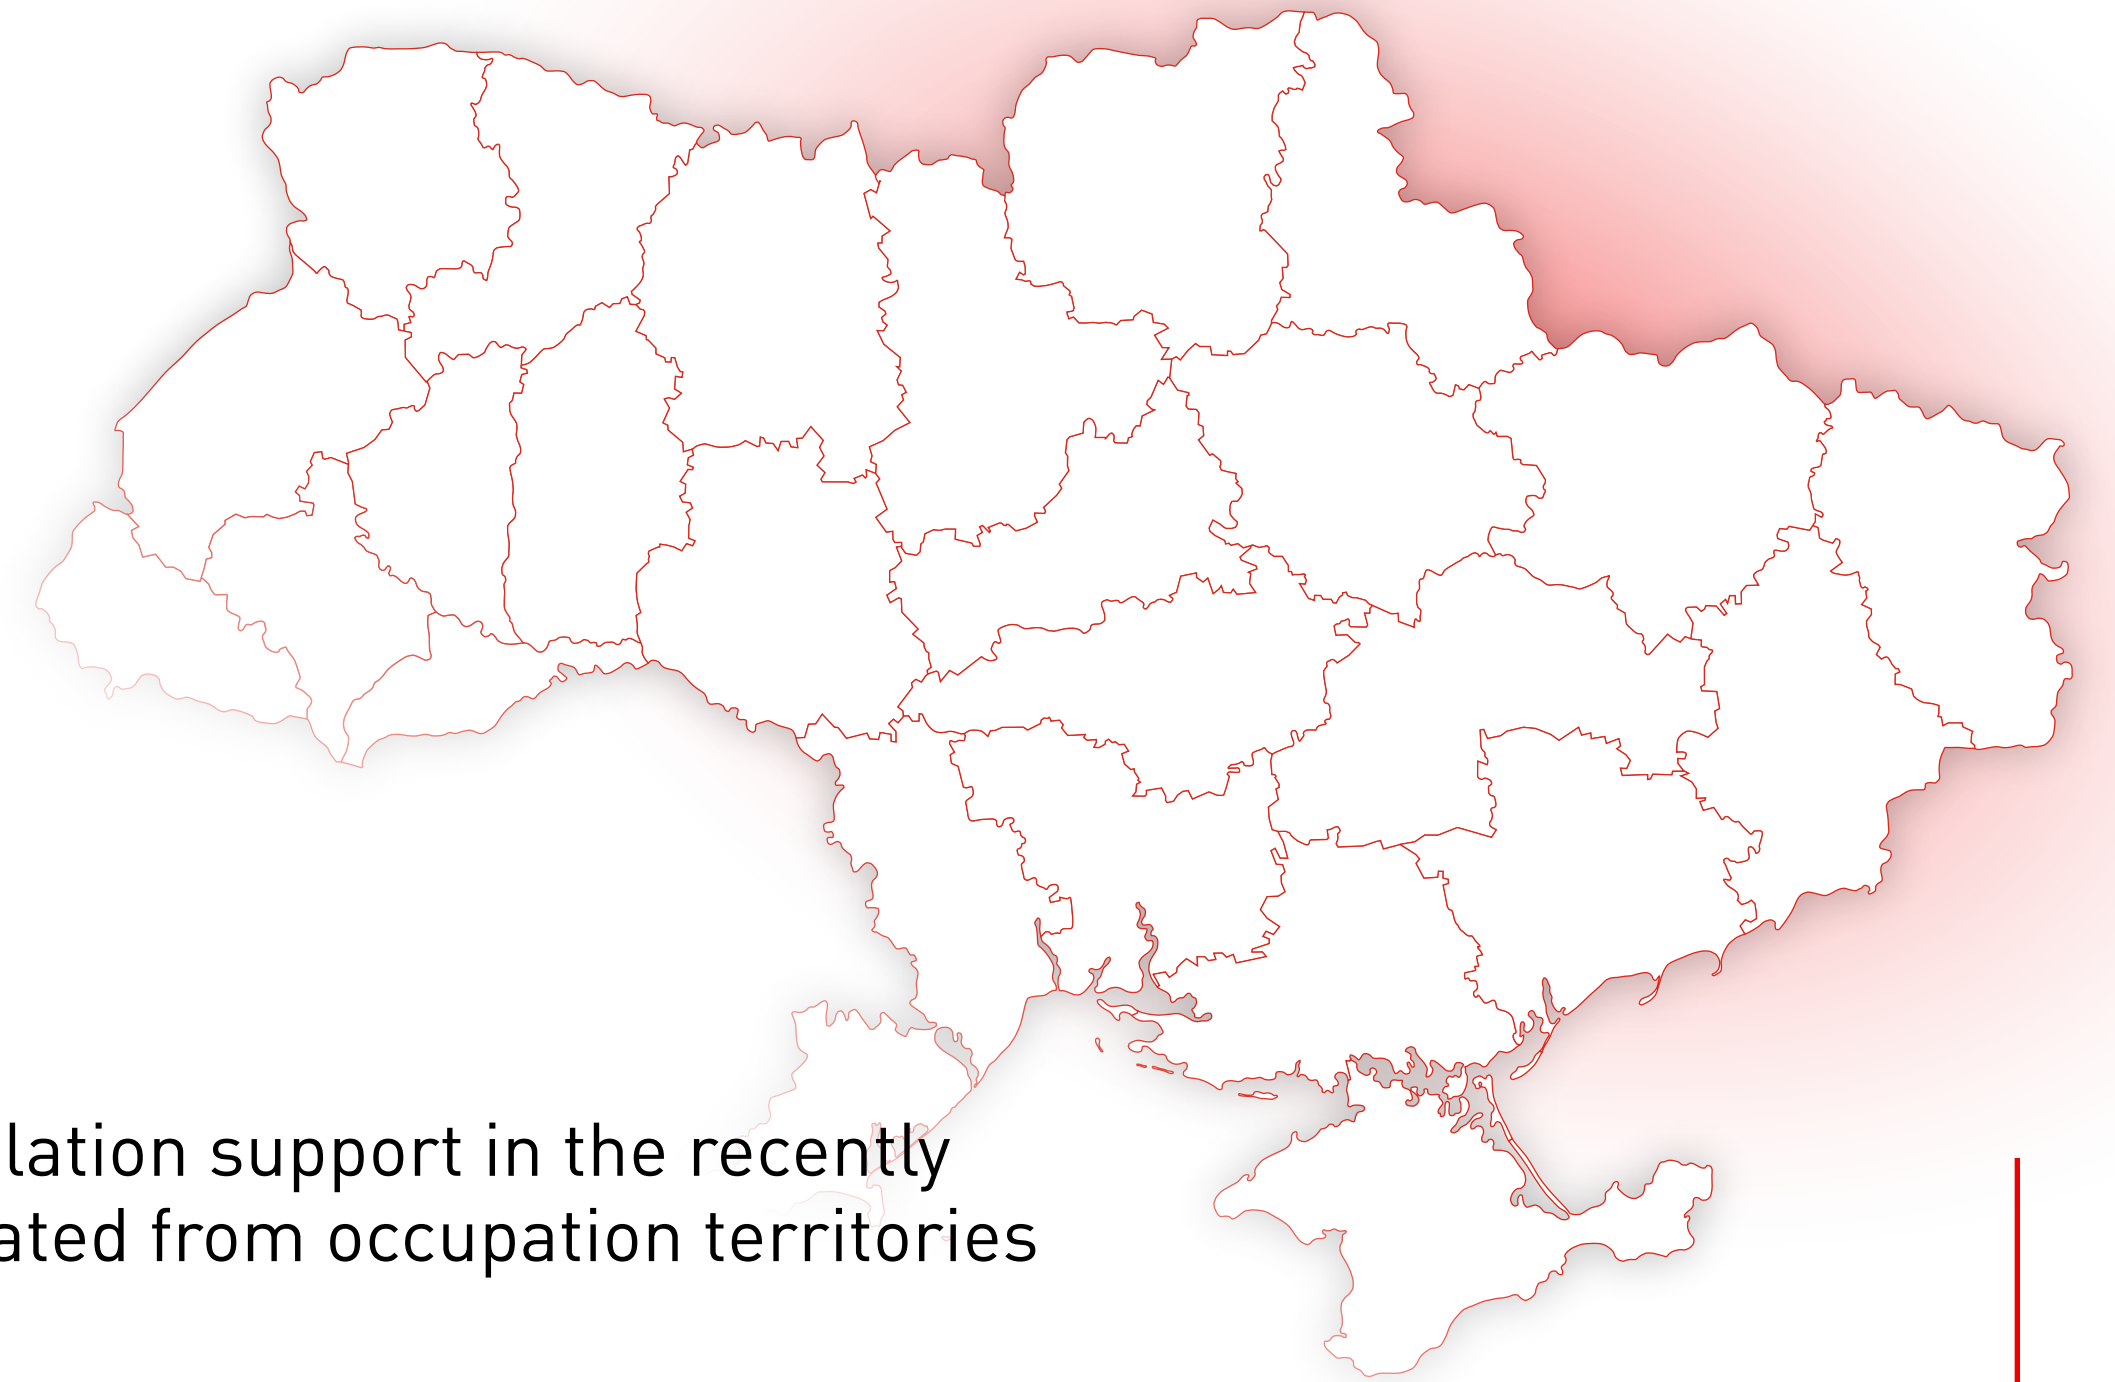 lation support in the recently
ated from occupation territories